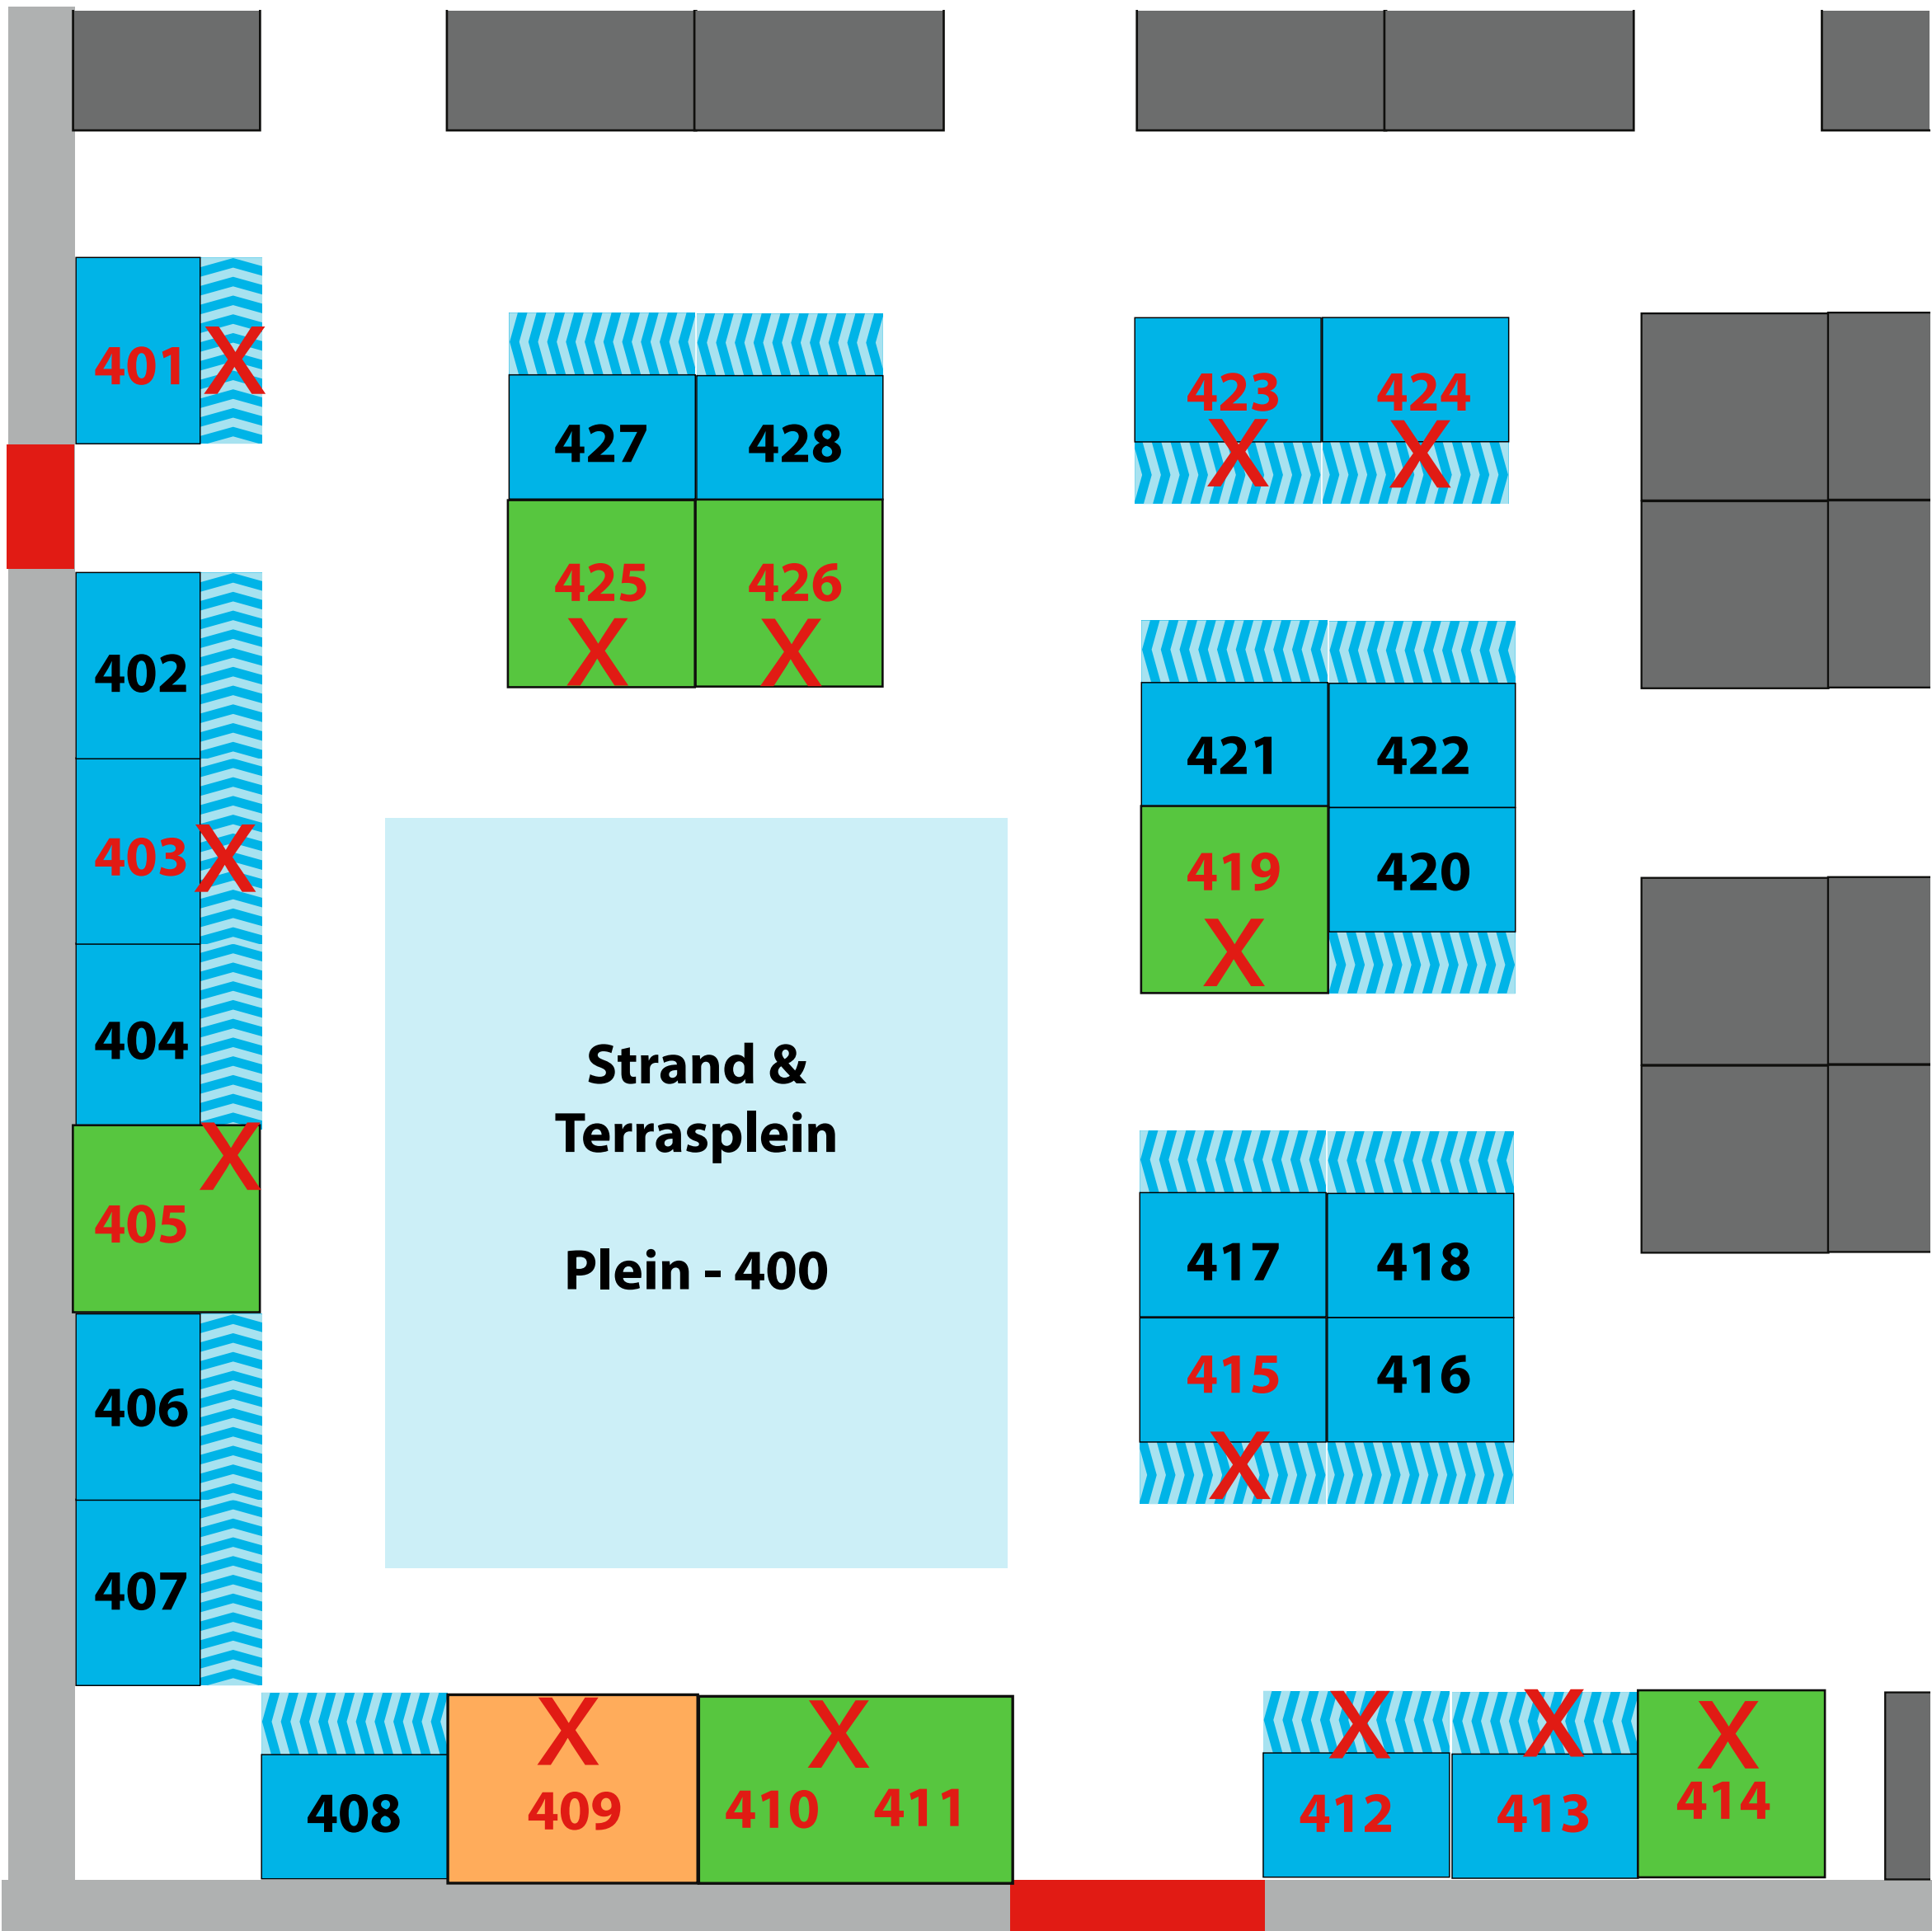 401 X
423 424
X X
427 428
425 426
X X
402
421 422
403 X
419 420
X
404
Strand &
Terrasplein
Plein - 400
X
405
417 418
415 416
X
406
407
X X X X X
408 409 410 411 412 413 414